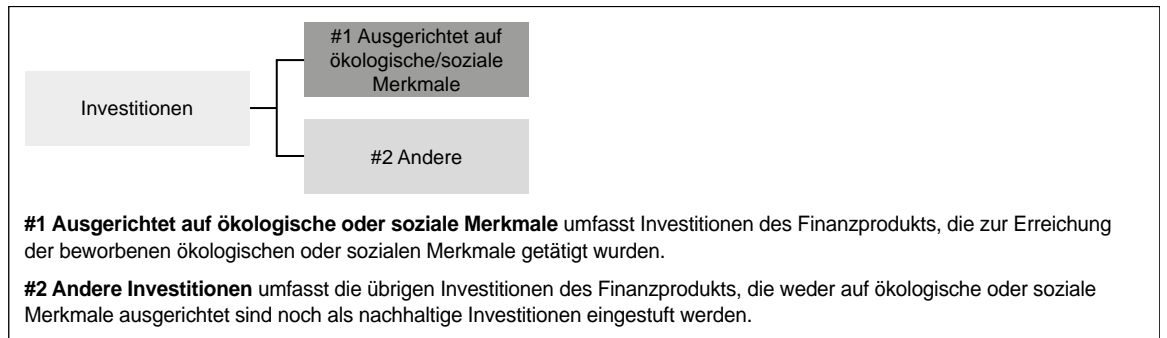 #1 Ausgerichtet auf
ökologische/soziale
Merkmale
Investitionen
#2 Andere
#1 Ausgerichtet auf ökologische oder soziale Merkmale umfasst Investitionen des Finanzprodukts, die zur Erreichung
der beworbenen ökologischen oder sozialen Merkmale getätigt wurden.
#2 Andere Investitionen umfasst die übrigen Investitionen des Finanzprodukts, die weder auf ökologische oder soziale
Merkmale ausgerichtet sind noch als nachhaltige Investitionen eingestuft werden.